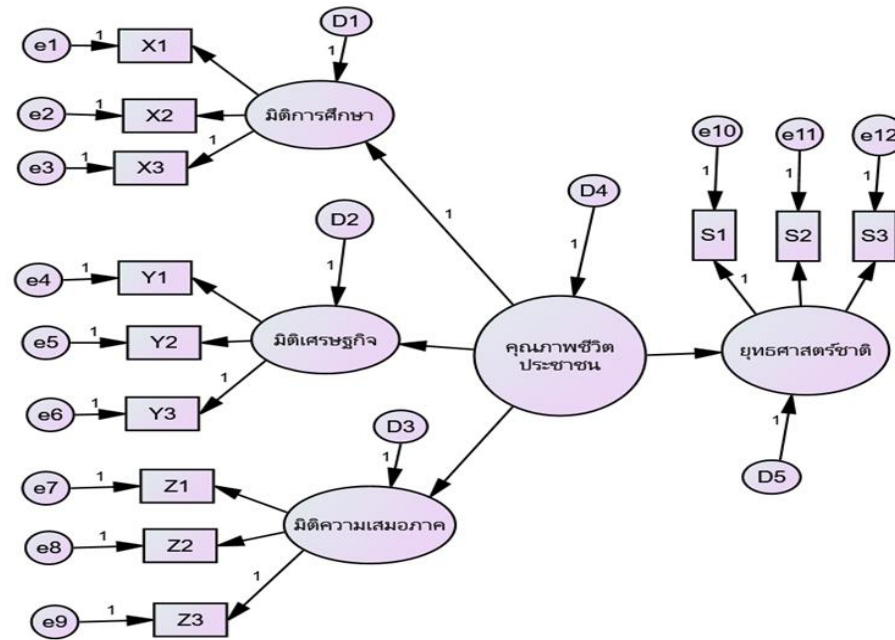 D1
e1 1 X1
1
มิติการศึกษา
e2 1 X2
1
e3 1 X3
e10 e11 e12
1 1 1
S1 S2 S3
1
D4
1
1
D2
1
e4 1 Y1
มิติเศรษฐกิจ
e5 1 Y2
1
e6 1 Y3
คุณภาพชีวิต
ประชาชน
ยุทธศาสตร์ชาติ
1
D5
D3
1
e7 1 Z1
มิติความเสมอภาค
e8 1 Z2
1
e9 1 Z3